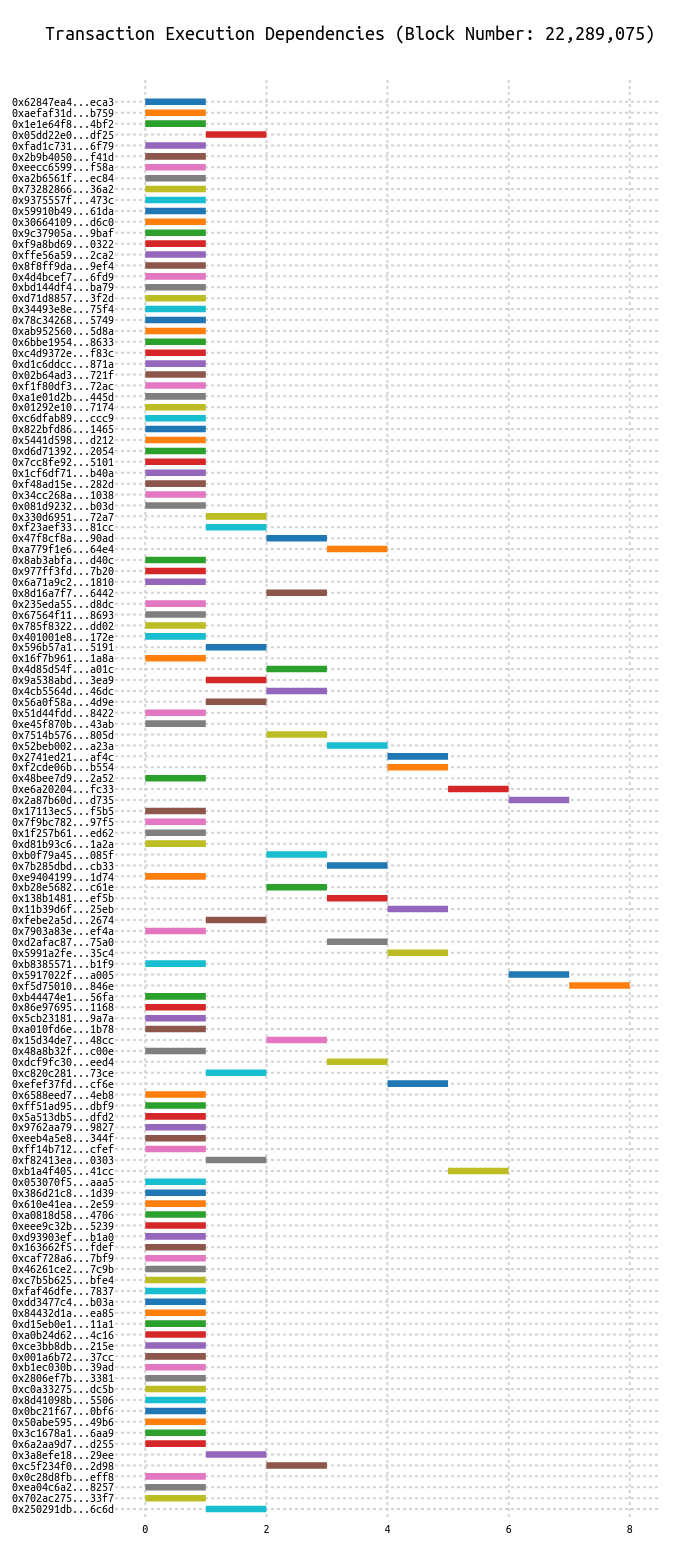 Transaction Execution Dependencies (Block Number: 22,289,075)
0x62847ea4...eca3
0xaefaf31d...b759
0x1e1e64f8...4bf2
0x05dd22e0...df25
0xfad1c731...6f79
0x2b9b4050...f41d
0xeecc6599...f58a
0xa2b6561f...ec84
0x73282866...36a2
0x9375557f...473c
0x59910b49...61da
0x30664109...d6c0
0x9c37905a...9baf
0xf9a8bd69...0322
0xffe56a59...2ca2
0x8f8ff9da...9ef4
0x4d4bcef7...6fd9
0xbd144df4...ba79
0xd71d8857...3f2d
0x34493e8e...75f4
0x78c34268...5749
0xab952560...5d8a
0x6bbe1954...8633
0xc4d9372e...f83c
0xd1c6ddcc...871a
0x02b64ad3...721f
0xf1f80df3...72ac
0xa1e01d2b...445d
0x01292e10...7174
0xc6dfab89...ccc9
0x822bfd86...1465
0x5441d598...d212
0xd6d71392...2054
0x7cc8fe92...5101
0x1cf6df71...b40a
0xf48ad15e...282d
0x34cc268a...1038
0x081d9232...b03d
0x330d6951...72a7
0xf23aef33...81cc
0x47f8cf8a...90ad
0xa779f1e6...64e4
0x8ab3abfa...d40c
0x977ff3fd...7b20
0x6a71a9c2...1810
0x8d16a7f7...6442
0x235eda55...d8dc
0x67564f11...8693
0x785f8322...dd02
0x401001e8...172e
0x596b57a1...5191
0x16f7b961...1a8a
0x4d85d54f...a01c
0x9a538abd...3ea9
0x4cb5564d...46dc
0x56a0f58a...4d9e
0x51d44fdd...8422
0xe45f870b...43ab
0x7514b576...805d
0x52beb002...a23a
0x2741ed21...af4c
0xf2cde06b...b554
0x48bee7d9...2a52
0xe6a20204...fc33
0x2a87b60d...d735
0x17113ec5...f5b5
0x7f9bc782...97f5
0x1f257b61...ed62
0xd81b93c6...1a2a
0xb0f79a45...085f
0x7b285dbd...cb33
0xe9404199...1d74
0xb28e5682...c61e
0x138b1481...ef5b
0x11b39d6f...25eb
0xfebe2a5d...2674
0x7903a83e...ef4a
0xd2afac87...75a0
0x5991a2fe...35c4
0xb8385571...b1f9
0x5917022f...a005
0xf5d75010...846e
0xb44474e1...56fa
0x86e97695...1168
0x5cb23181...9a7a
0xa010fd6e...1b78
0x15d34de7...48cc
0x48a8b32f...c00e
0xdcf9fc30...eed4
0xc820c281...73ce
0xefef37fd...cf6e
0x6588eed7...4eb8
0xff51ad95...dbf9
0x5a513db5...dfd2
0x9762aa79...9827
0xeeb4a5e8...344f
0xff14b712...cfef
0xf82413ea...0303
0xb1a4f405...41cc
0x053070f5...aaa5
0x386d21c8...1d39
0x610e41ea...2e59
0xa0818d58...4706
0xeee9c32b...5239
0xd93903ef...b1a0
0x163662f5...fdef
0xcaf728a6...7bf9
0x46261ce2...7c9b
0xc7b5b625...bfe4
0xfaf46dfe...7837
0xdd3477c4...b03a
0x84432d1a...ea85
0xd15eb0e1...11a1
0xa0b24d62...4c16
0xce3bb8db...215e
0x001a6b72...37cc
0xb1ec030b...39ad
0x2806ef7b...3381
0xc0a33275...dc5b
0x8d41098b...5506
0x0bc21f67...0bf6
0x50abe595...49b6
0x3c1678a1...6aa9
0x6a2aa9d7...d255
0x3a8efe18...29ee
0xc5f234f0...2d98
0x0c28d8fb...eff8
0xea04c6a2...8257
0x702ac275...33f7
0x250291db...6c6d
0 2 4 6 8